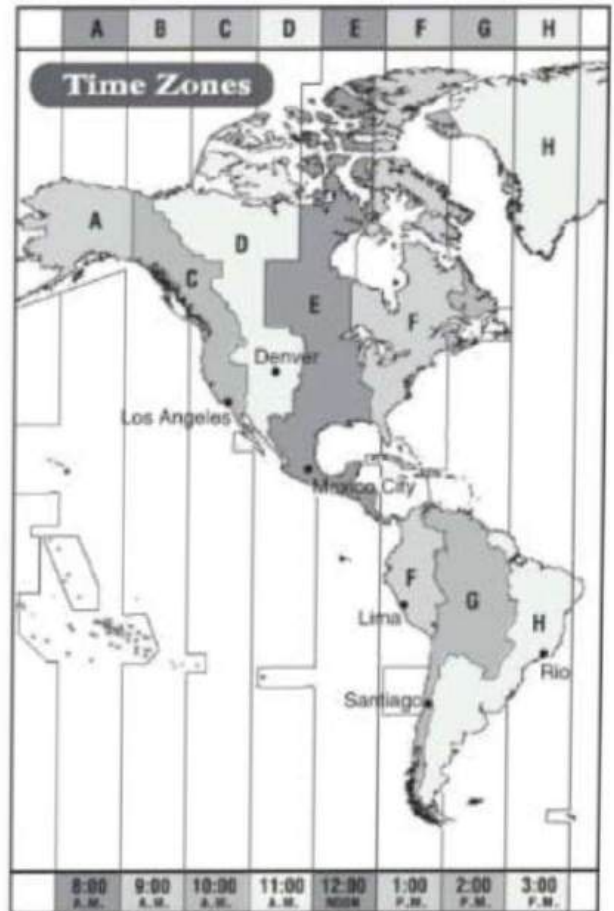 A B C D E F G H
Time Zones
H
A
D
C
E
F
Denver
Los Angeles
Mexico City
F
G
Lima
H
Rio
Santiago
8:00 9:00 10:00 11:00 12:00 1:00 2:00 3:00
A.M. A.M. A.M. A.M. NOON P.M. P.M. P.M.